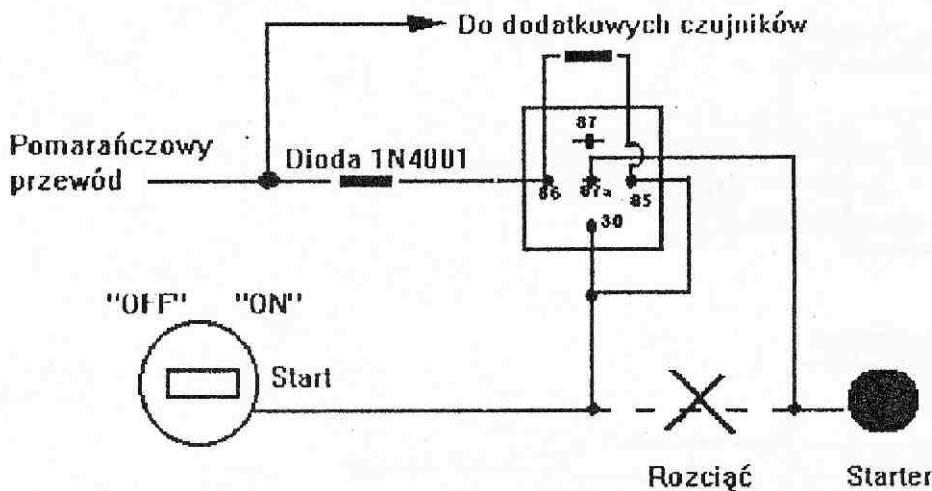 Do dodatkowych czujników
87
Pomarańczowy
przewód
Dioda 1N4001
86
87a
85
30
"OFF" "ON"
Start
Rozciąć
Starter